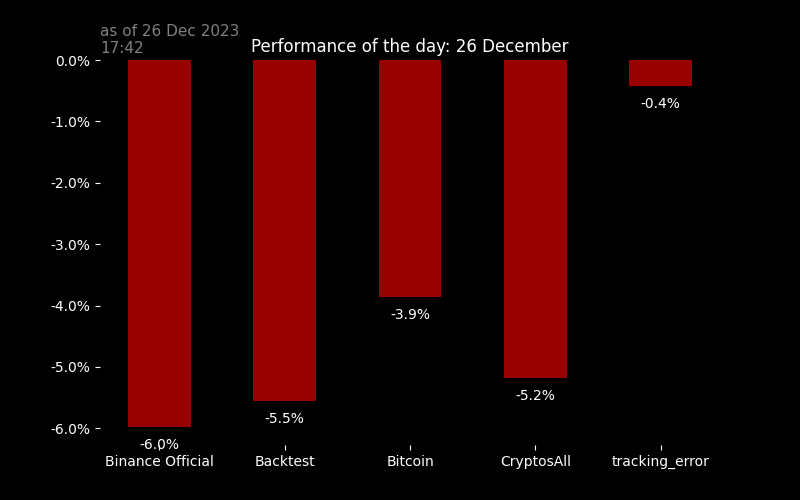 as of 26 Dec 2023
17:42
Performance of the day: 26 December
0.0%
-1.0%
-2.0%
-3.0%
-4.0%
-5.0%
-6.0%
-6.0%
-5.5%
-3.9%
-5.2%
-0.4%
Binance Official
Backtest
Bitcoin
CryptosAll
tracking_error